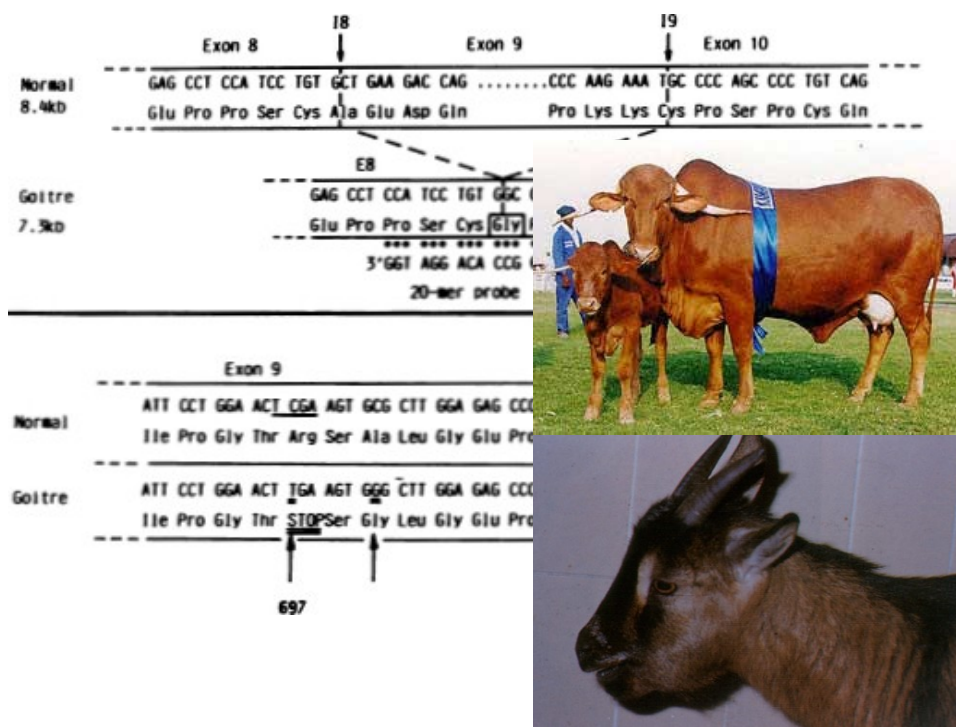 I8 I9
Exon 8 Exon 9 Exon 10
Normal GAG CCT CCA TCC TGT GCT GAA GAC CAG ........ CCC AAG AAA TGC CCC AGC CCC TGT CAG
8.4kb Glu Pro Pro Ser Cys Ala Glu Asp Gln Pro Lys Lys Cys Pro Ser Pro Cys Gln
E8
Goitre GAG CCT CCA TCC TGT GGC
7.3kb Glu Pro Pro Ser Cys Gly
3'GGT AGG ACA CCG
20-mer probe
Exon 9
Normal ATT CCT GGA ACT CGA AGT GCG CTT GGA GAG CCC
Ile Pro Gly Thr Arg Ser Ala Leu Gly Glu Pro
Goitre ATT CCT GGA ACT TGA AGT GGG CTT GGA GAG CCC
Ile Pro Gly Thr STOP Ser Gly Leu Gly Glu Pro
697